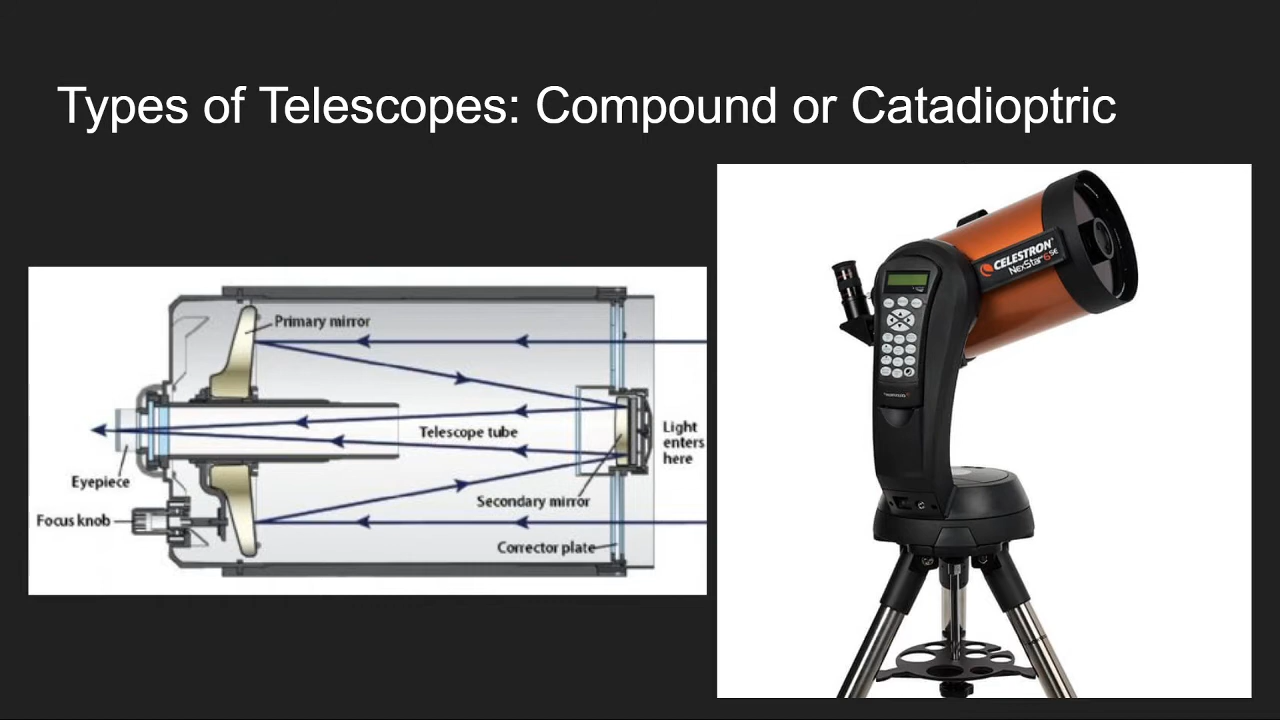 Types of Telescopes: Compound or Catadioptric
Primary mirror
Telescope tube
Light
enters
here
Eyepiece
Secondary mirror
Focus knob
Corrector plate
CELESTRON
NexStar 6SE